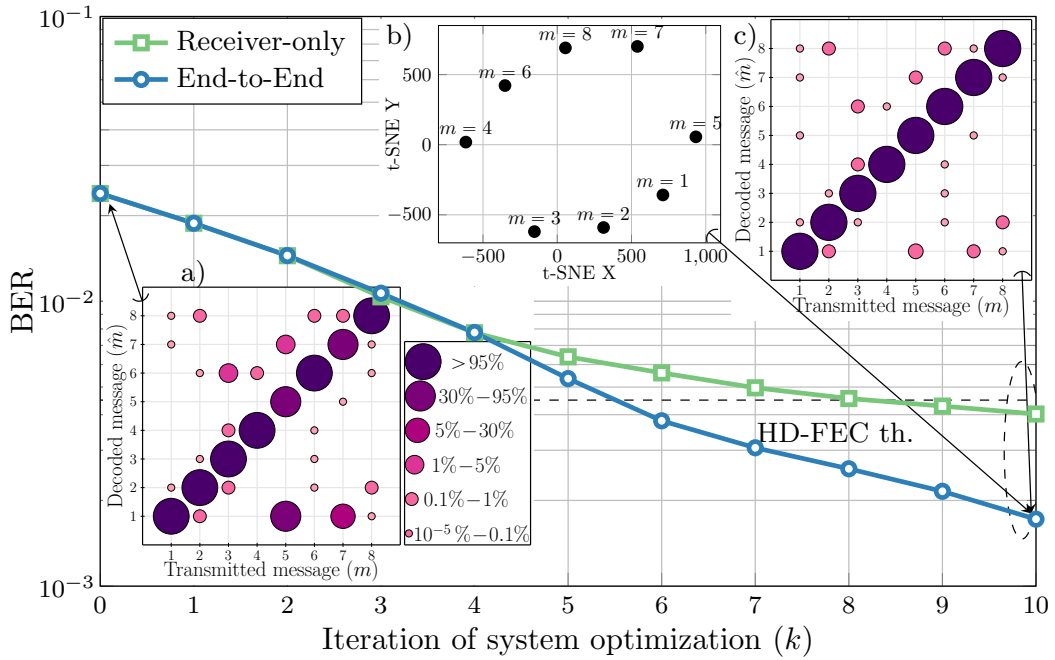 10^{-1}
10^{-2}
10^{-3}
BER
Receiver-only
End-to-End
b)
m = 8
m = 7
m = 6
m = 4
m = 5
m = 1
m = 3
m = 2
500
0
−500
t-SNE Y
−500
0
500
1,000
t-SNE X
c)
8
7
6
5
4
3
2
1
Decoded message (m̂)
1 2 3 4 5 6 7 8
Transmitted message (m)
a)
8
7
6
5
4
3
2
1
Decoded message (m̂)
1 2 3 4 5 6 7 8
Transmitted message (m)
> 95%
30%−95%
5%−30%
1%−5%
0.1%−1%
10^{-5}%−0.1%
HD-FEC th.
0 1 2 3 4 5 6 7 8 9 10
Iteration of system optimization (k)